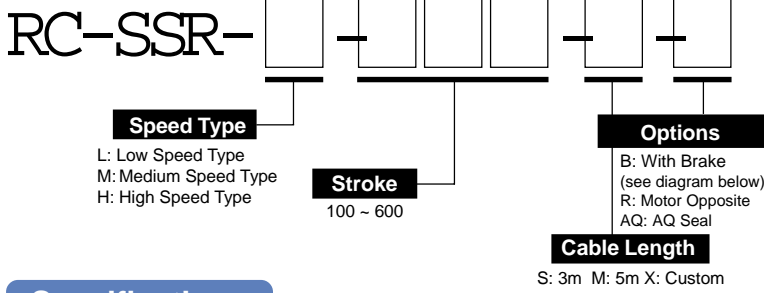 RC-SSR-
Speed Type
L: Low Speed Type
M: Medium Speed Type
H: High Speed Type
Stroke
100 ~ 600
Options
B: With Brake
(see diagram below)
R: Motor Opposite
AQ: AQ Seal
Cable Length
S: 3m M: 5m X: Custom